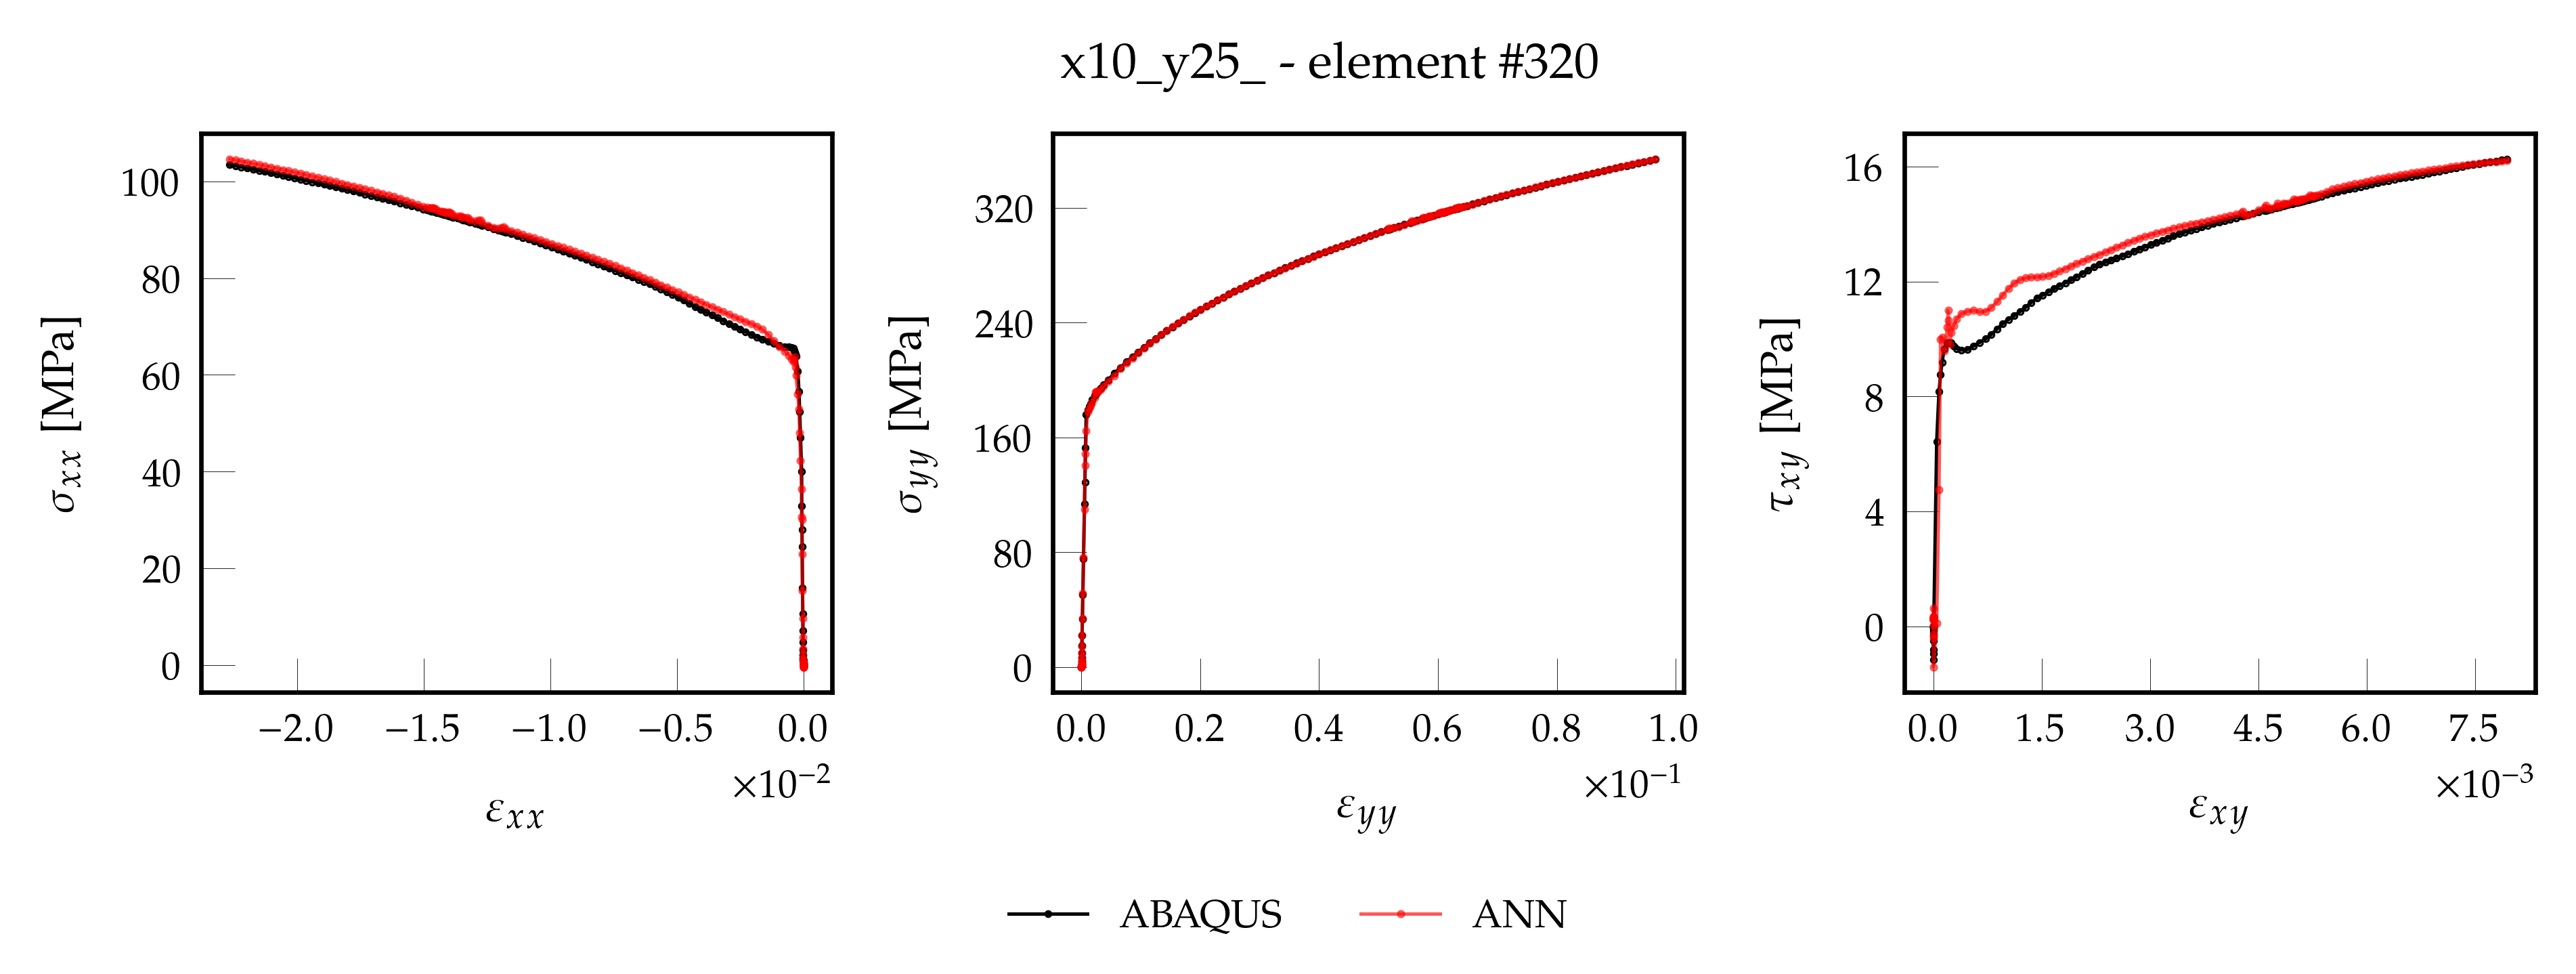 x10_y25_ - element #320
σxx [MPa]
100
80
60
40
20
0
−2.0 −1.5 −1.0 −0.5 0.0
×10−2
εxx
σyy [MPa]
320
240
160
80
0
0.0 0.2 0.4 0.6 0.8 1.0
×10−1
εyy
τxy [MPa]
16
12
8
4
0
0.0 1.5 3.0 4.5 6.0 7.5
×10−3
εxy
ABAQUS ANN